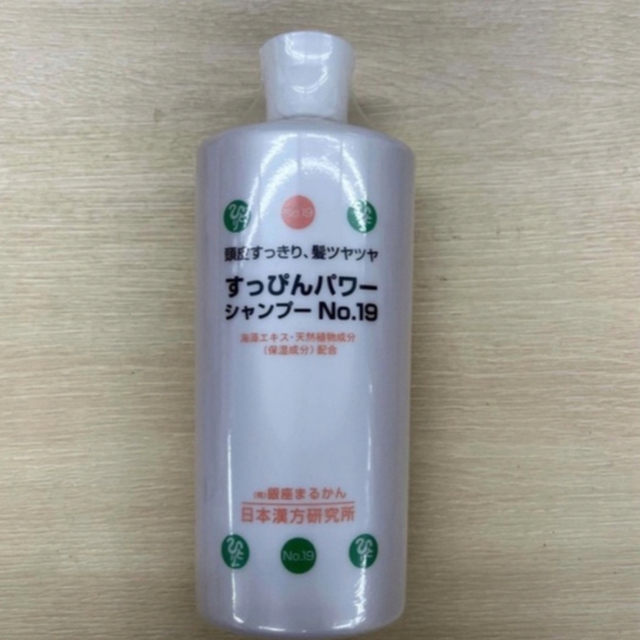 No.19
頭皮すっきり、髪ツヤツヤ
すっぴんパワー
シャンプー No.19
海藻エキス・天然植物成分
(保湿成分)配合
(有)銀座まるかん
日本漢方研究所
No.19